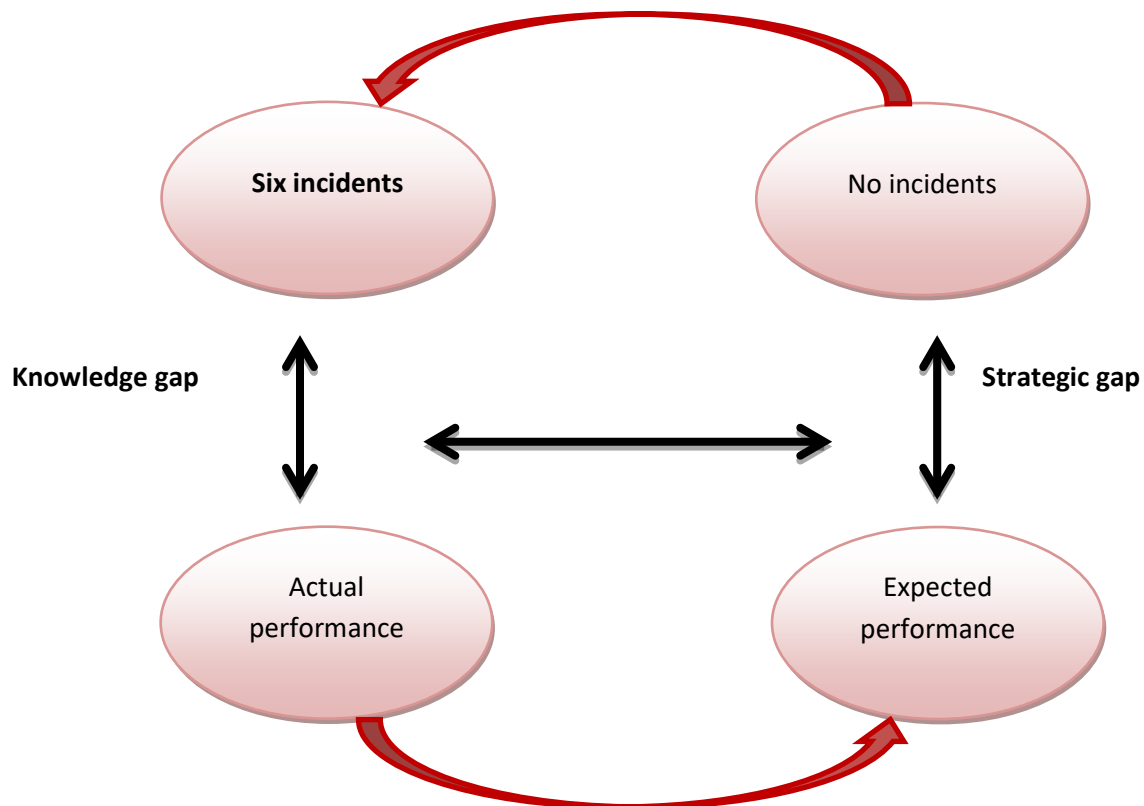 Six incidents
No incidents
Knowledge gap
Strategic gap
Actual
performance
Expected
performance